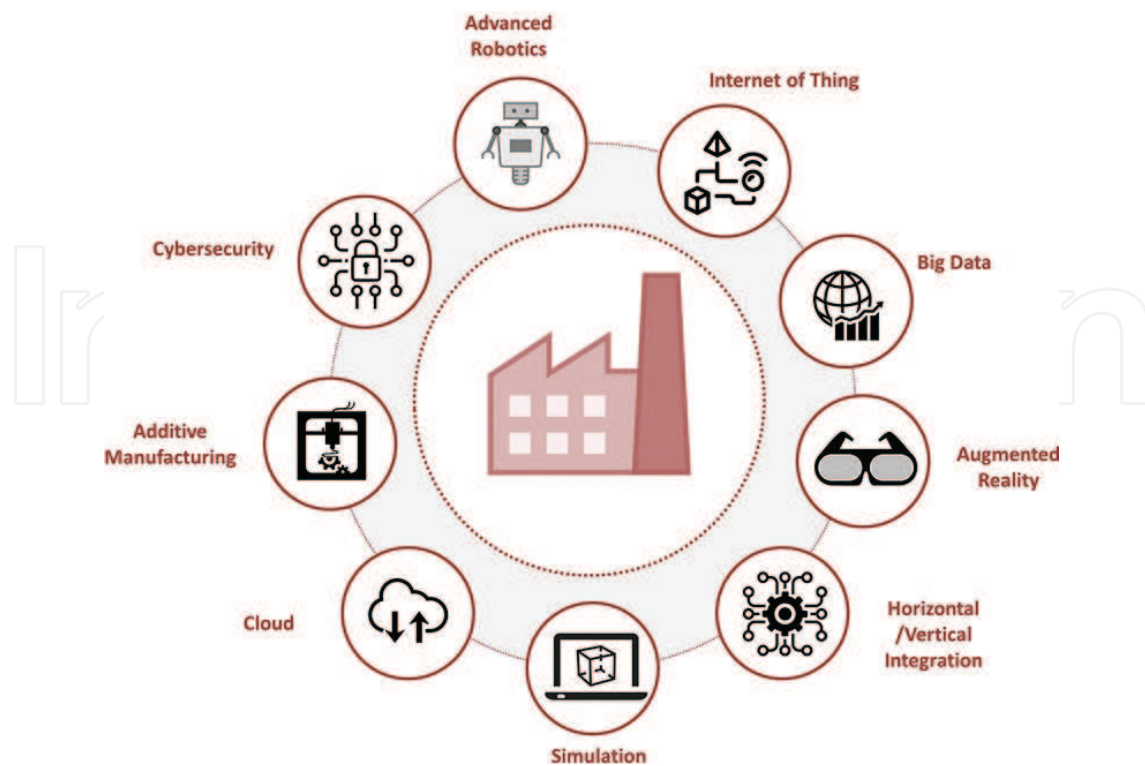 Advanced
Robotics
Internet of Thing
Big Data
Augmented
Reality
Horizontal
/Vertical
Integration
Simulation
Cloud
Additive
Manufacturing
Cybersecurity